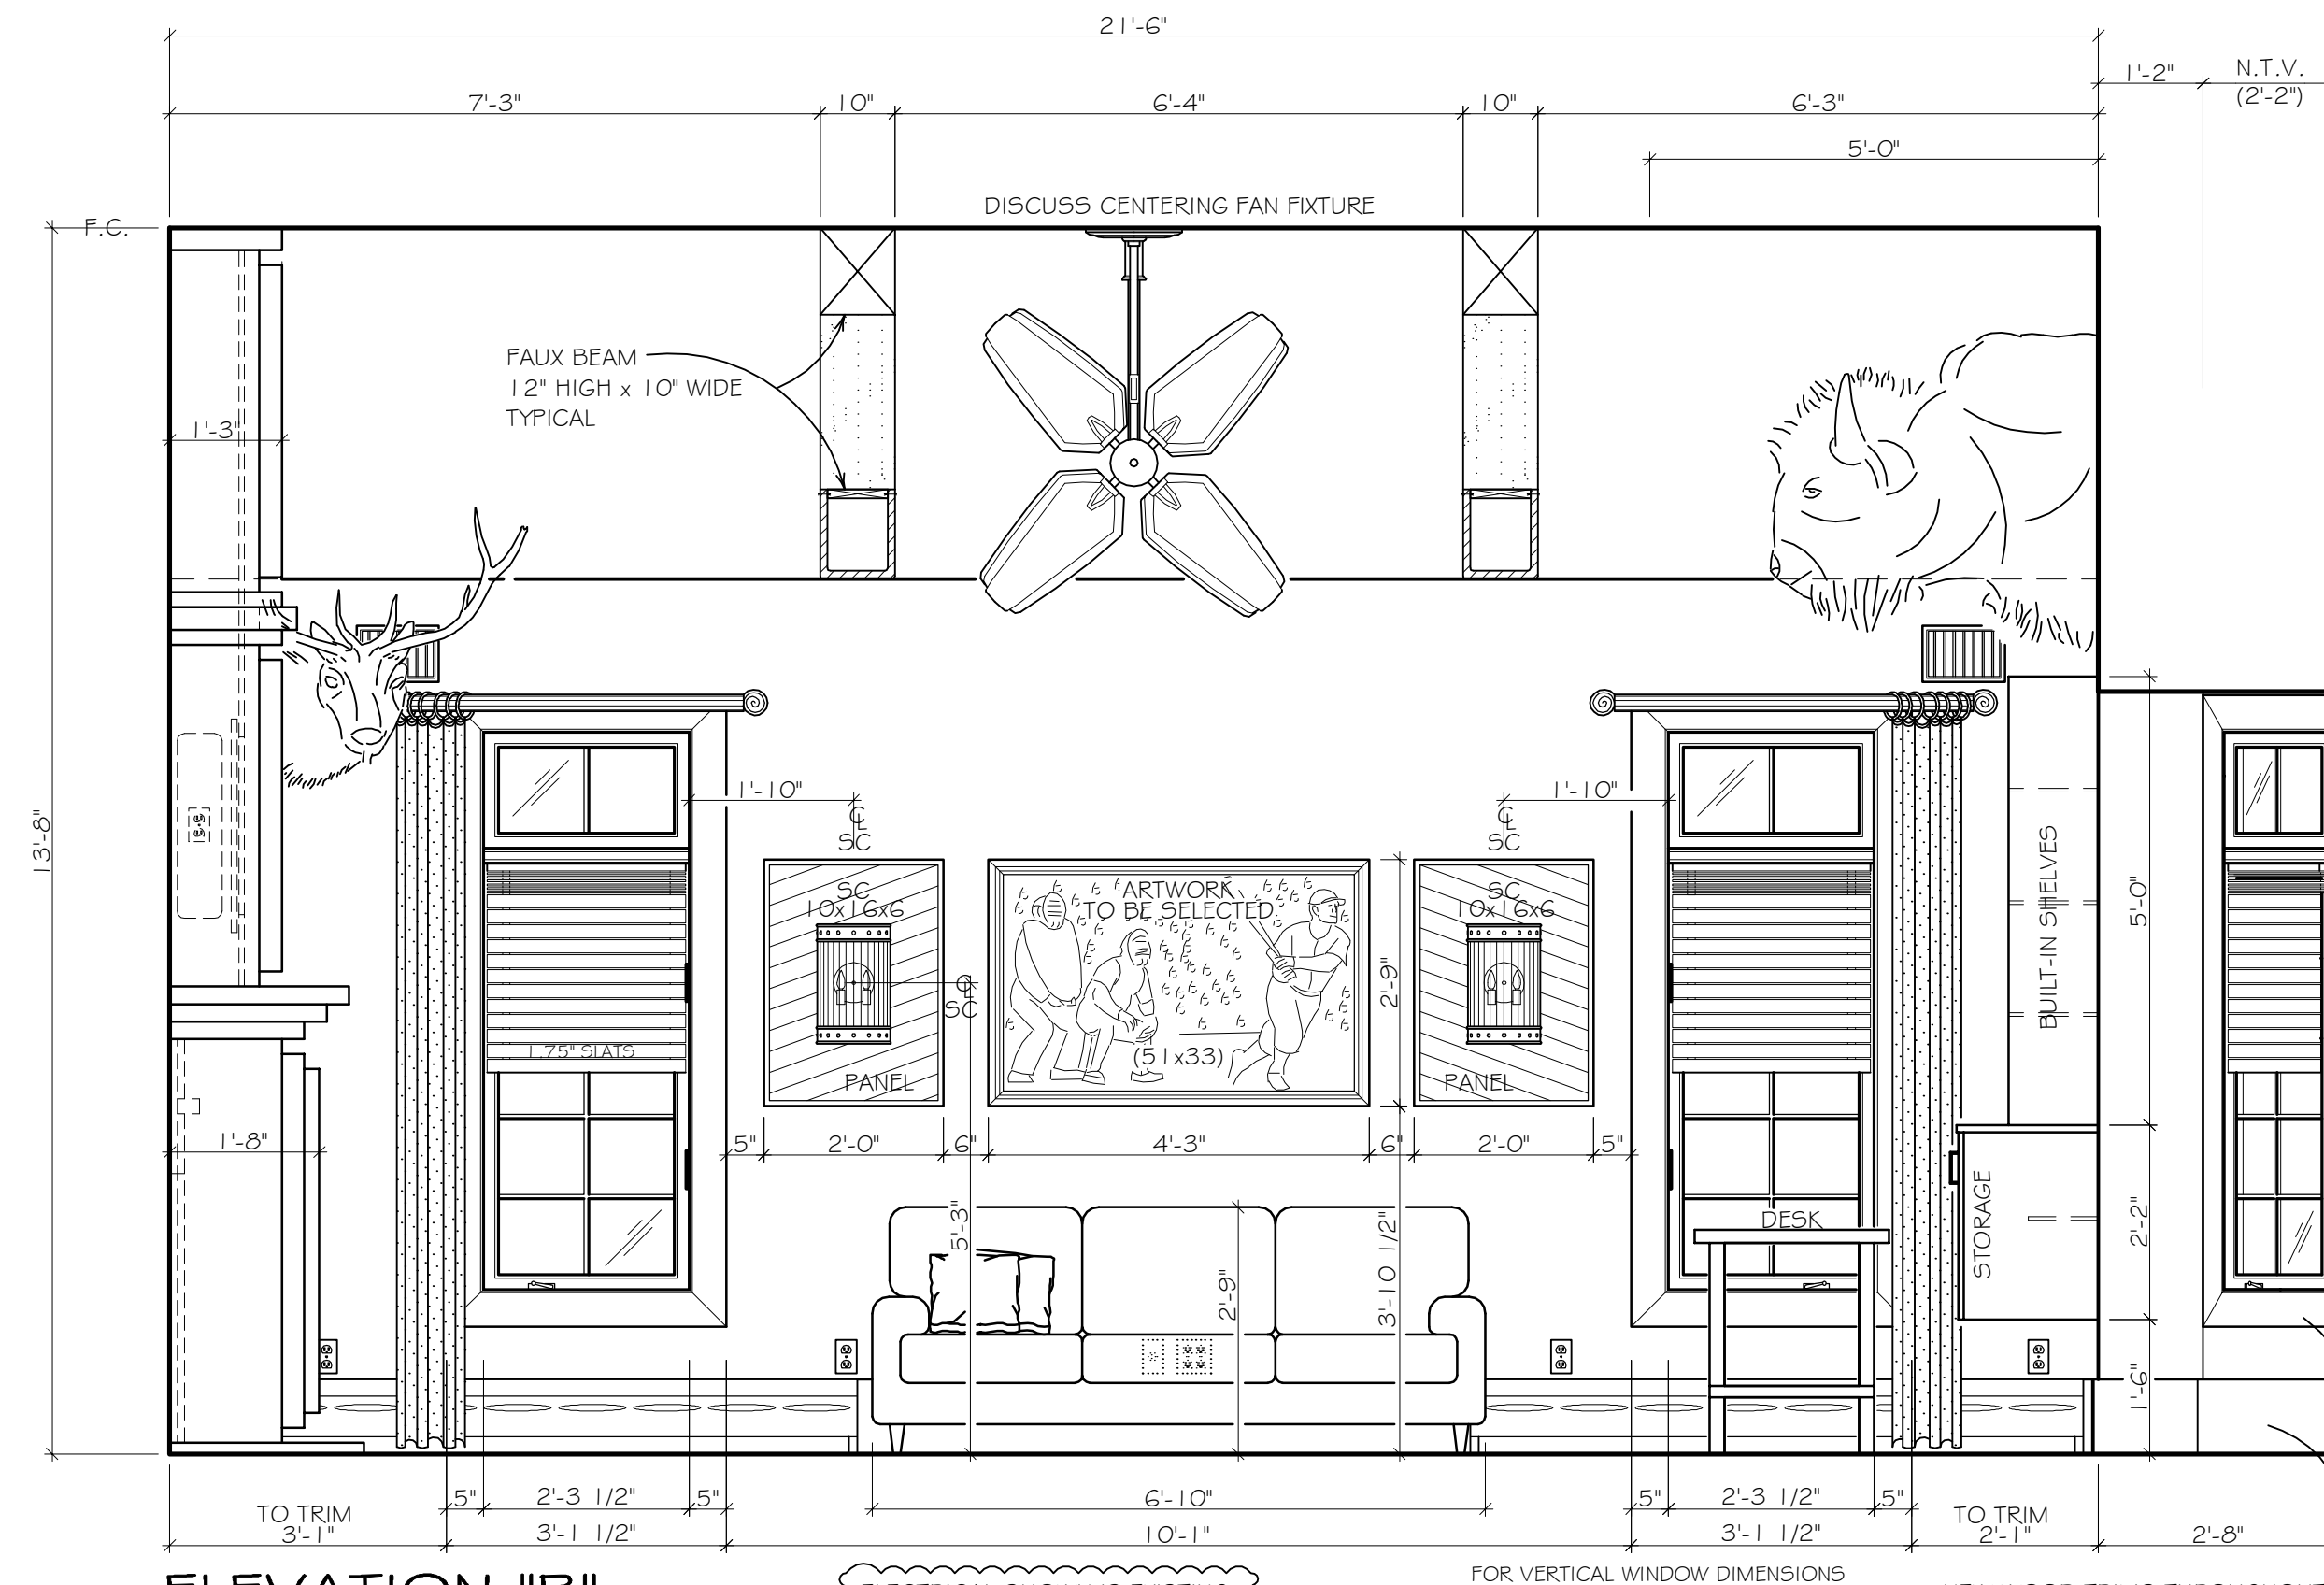 21'-6"
1'-2"
N.T.V.
(2'-2")
7'-3"
10"
6'-4"
10"
6'-3"
5'-0"
DISCUSS CENTERING FAN FIXTURE
F.C.
FAUX BEAM
12" HIGH x 10" WIDE
TYPICAL
1'-3"
13'-8"
1'-10"
CL
SC
1'-10"
CL
SC
SC
10x16x6
PANEL
ARTWORK
TO BE SELECTED
(51x33)
SC
10x16x6
PANEL
CL
SC
2'-9"
BUILT-IN SHELVES
5'-0"
1.75" SLATS
1'-8"
5"
2'-0"
6"
4'-3"
6"
2'-0"
5"
5'-3"
2'-9"
3'-10 1/2"
DESK
STORAGE
2'-2"
1'-6"
5"
2'-3 1/2"
5"
6'-10"
5"
2'-3 1/2"
5"
TO TRIM
3'-1"
3'-1 1/2"
10'-1"
3'-1 1/2"
TO TRIM
2'-1"
2'-8"
ELEVATION "B"
FOR VERTICAL WINDOW DIMENSIONS